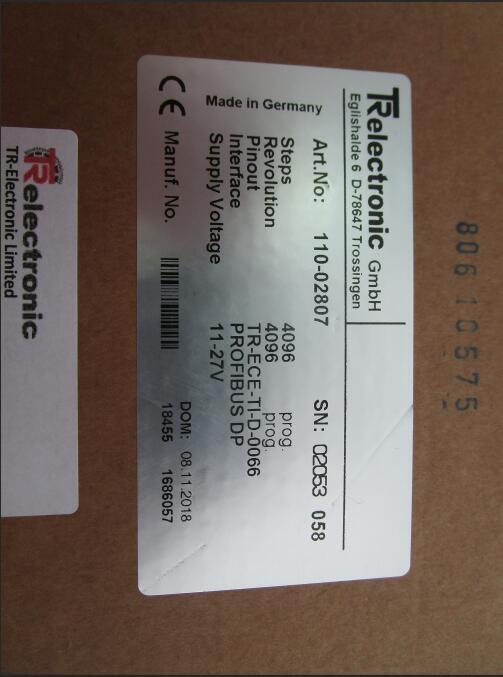 TRelectronic GmbH
Eglishalde 6 D-78647 Trossingen
Art.No: 110-02807 SN: 02053 058
Steps 4096 prog.
Revolution 4096 prog.
Pinout TR-ECE-TI-D-0066
Interface PROFIBUS DP
Supply Voltage 11-27V
Made in Germany
DOM: 08.11.2018
CE Manuf. No. 18455 1686057
TRelectronic
TR-Electronic Limited
80610575